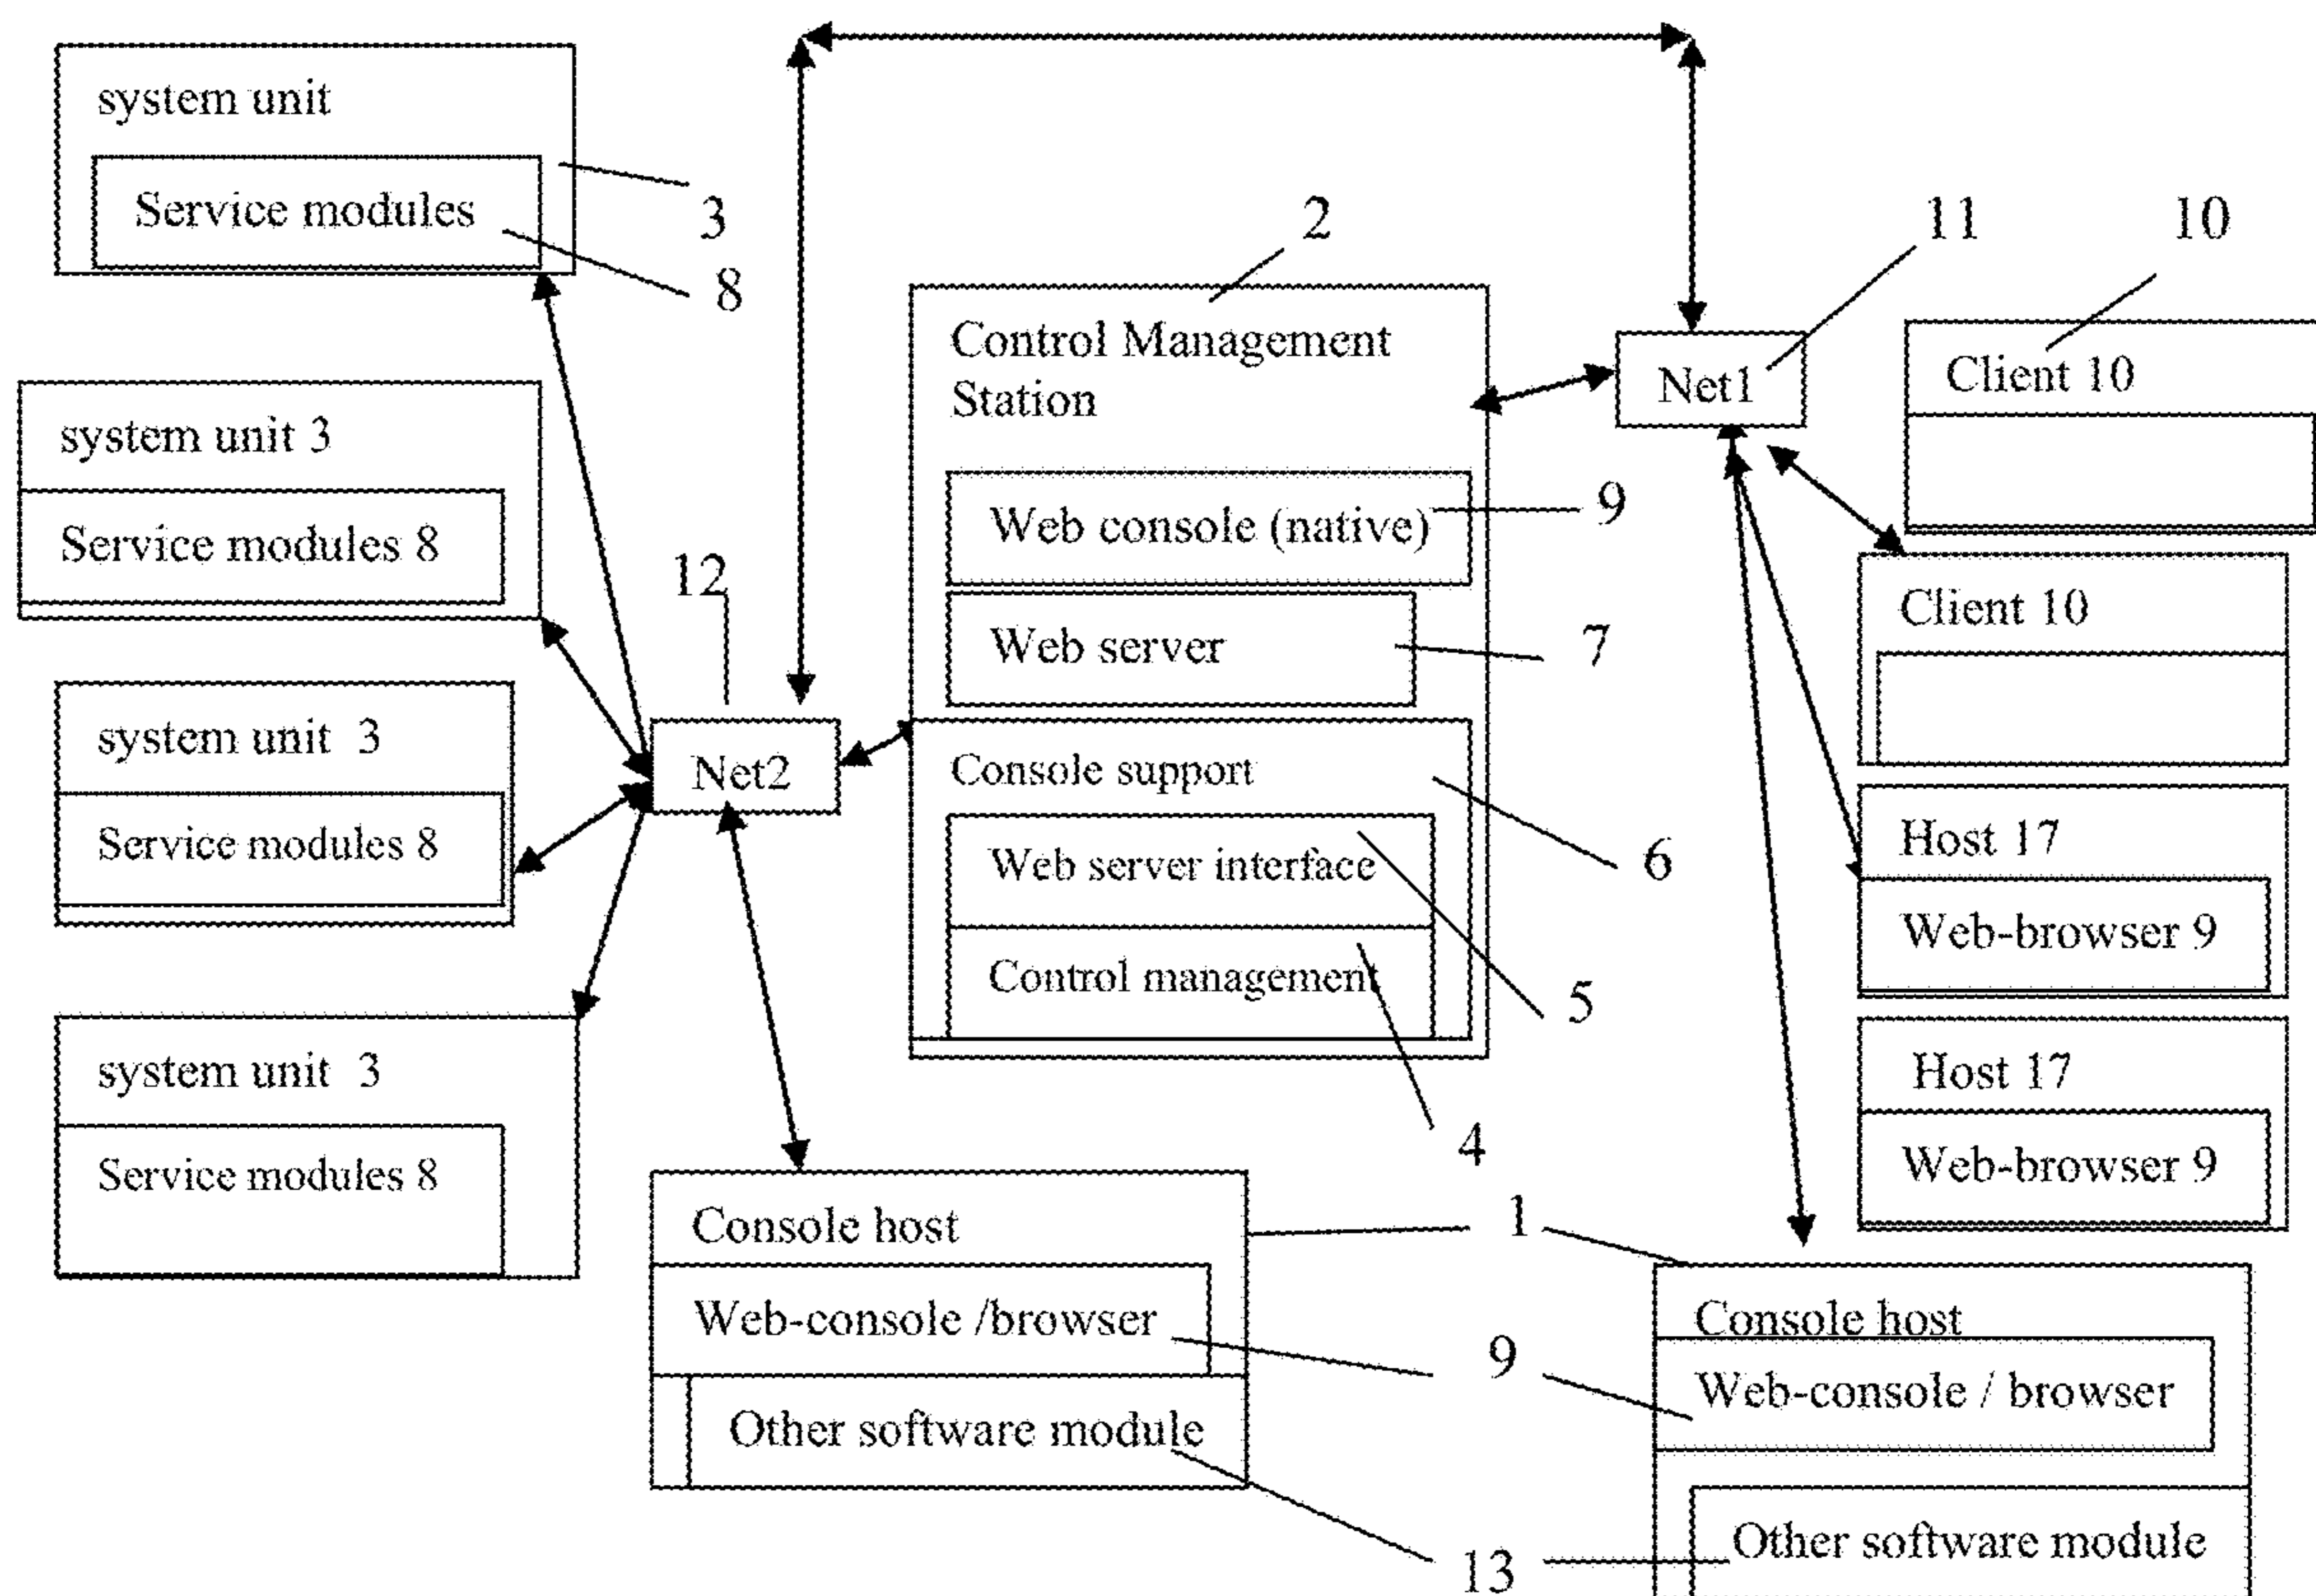 system unit
Service modules
3
8
system unit 3
Service modules 8
system unit 3
Service modules 8
system unit 3
Service modules 8
12
Net2
2
Control Management
Station
Web console (native)
9
Web server
7
Console support
6
Web server interface
5
Control management
4
11
Net1
10
Client 10
Client 10
Host 17
Web-browser 9
Host 17
Web-browser 9
Console host
1
Web-console /browser
9
Other software module
13
Console host
Web-console / browser
Other software module